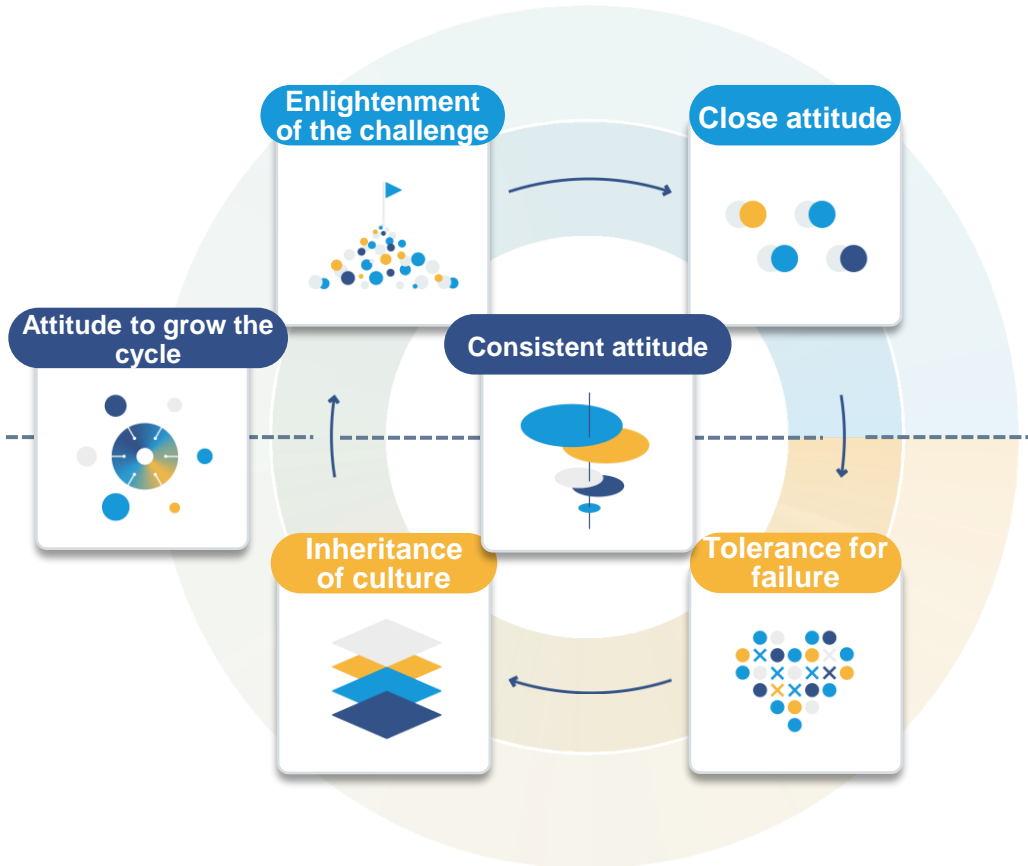 Enlightenment
of the challenge
Close attitude
Attitude to grow the
cycle
Consistent attitude
Inheritance
of culture
Tolerance for
failure